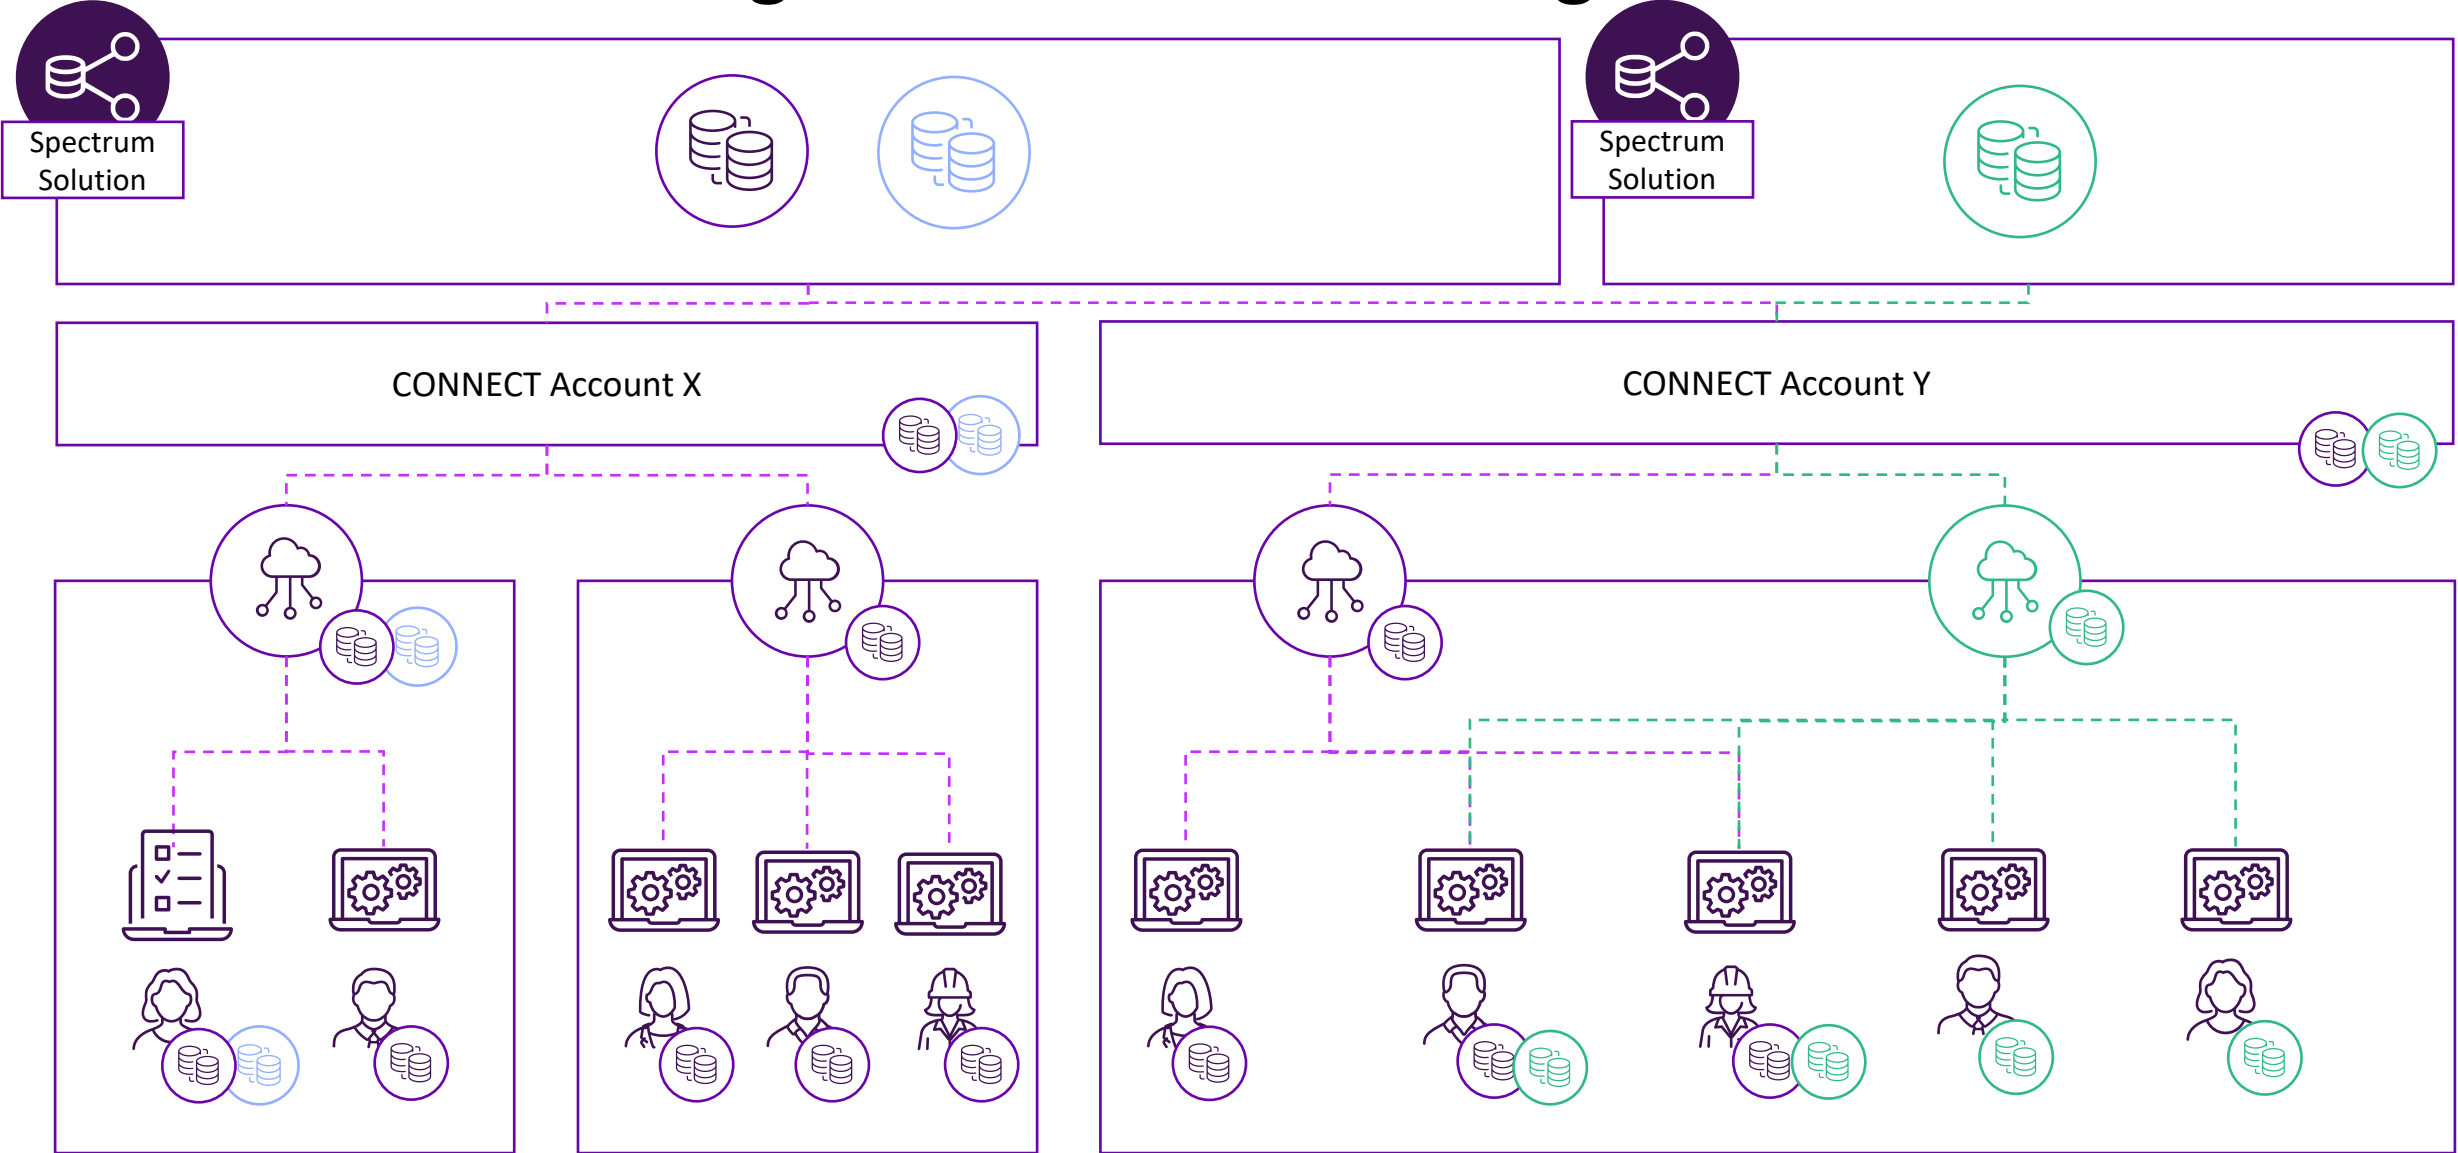 Spectrum
Solution
Spectrum
Solution
CONNECT Account X
CONNECT Account Y